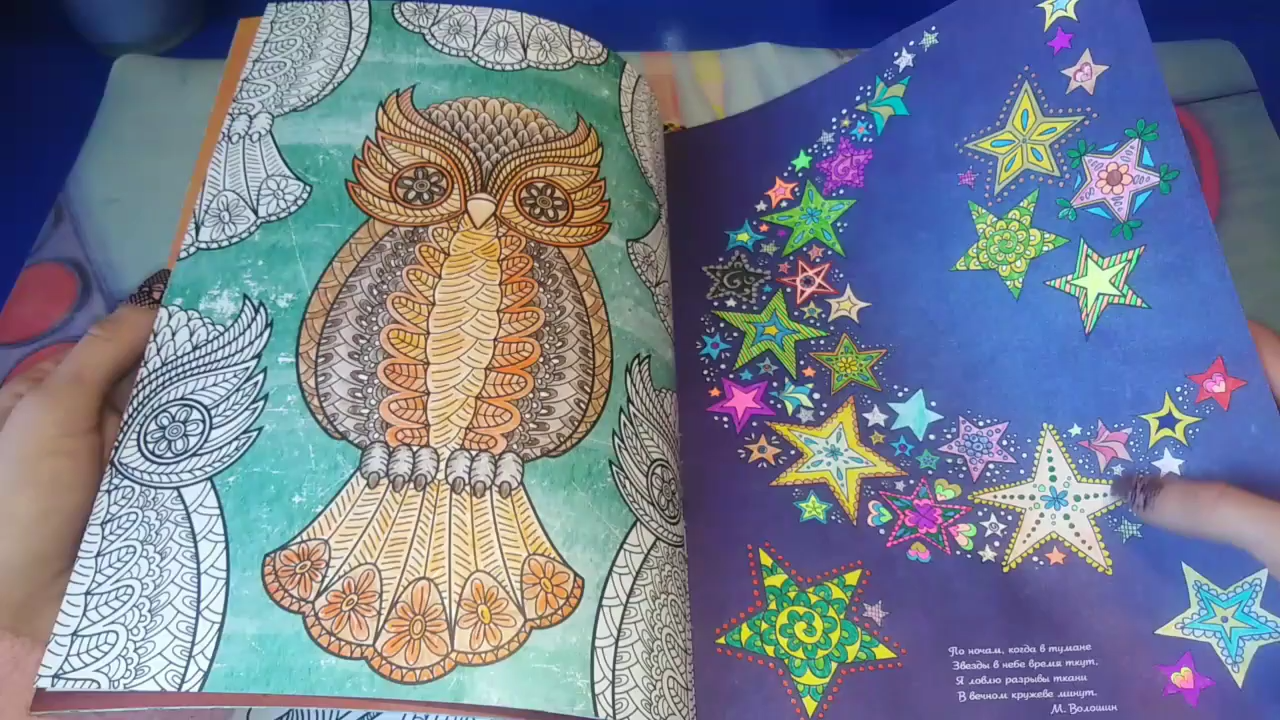 По ночам, когда в тумане
Звезды в небе время ткут,
Я ловлю разрывы ткани
В вечном кружеве минут.
М. Волошин